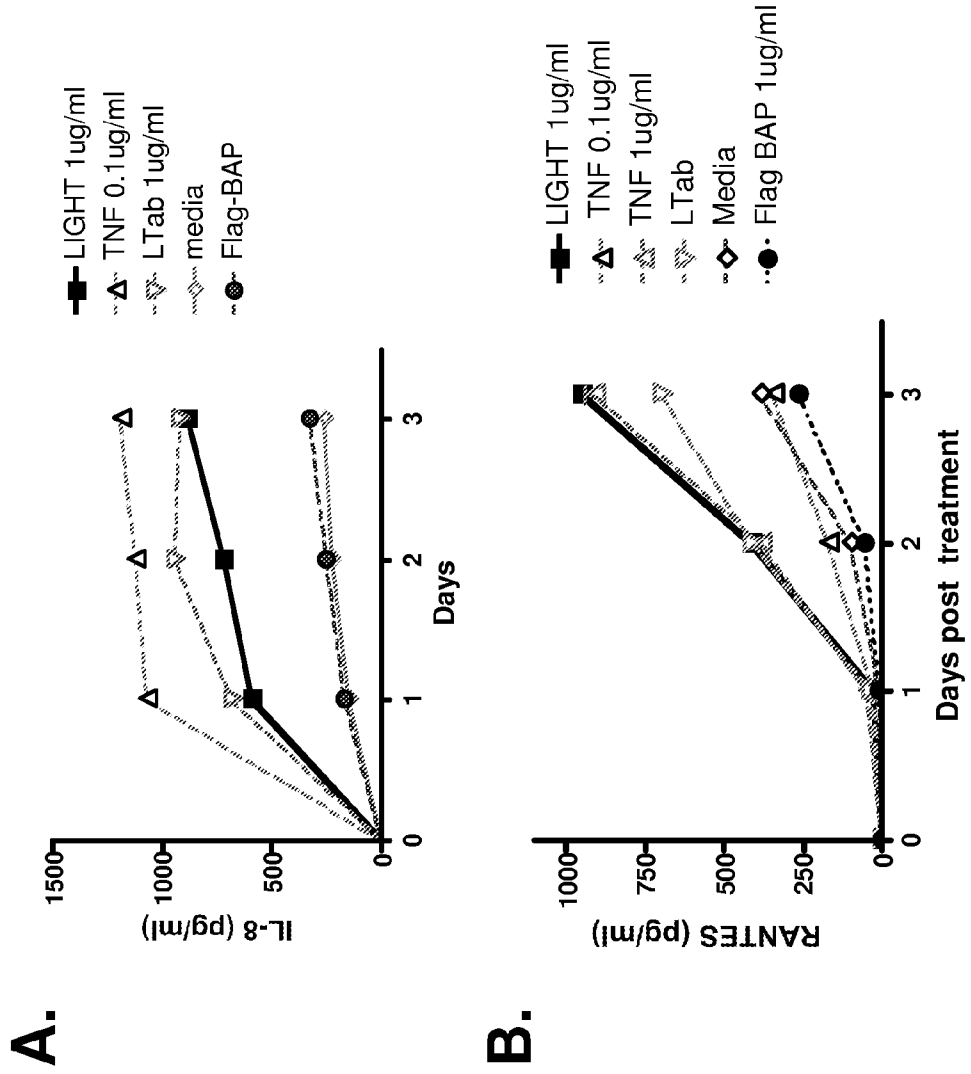 A.
IL-8 (pg/ml)
1500
1000
500
0
0 1 2 3
Days
LIGHT 1ug/ml
TNF 0.1ug/ml
LTab 1ug/ml
media
Flag-BAP
B.
RANTES (pg/ml)
1000
750
500
250
0
0 1 2 3
Days post treatment
LIGHT 1ug/ml
TNF 0.1ug/ml
TNF 1ug/ml
LTab
Media
Flag BAP 1ug/ml